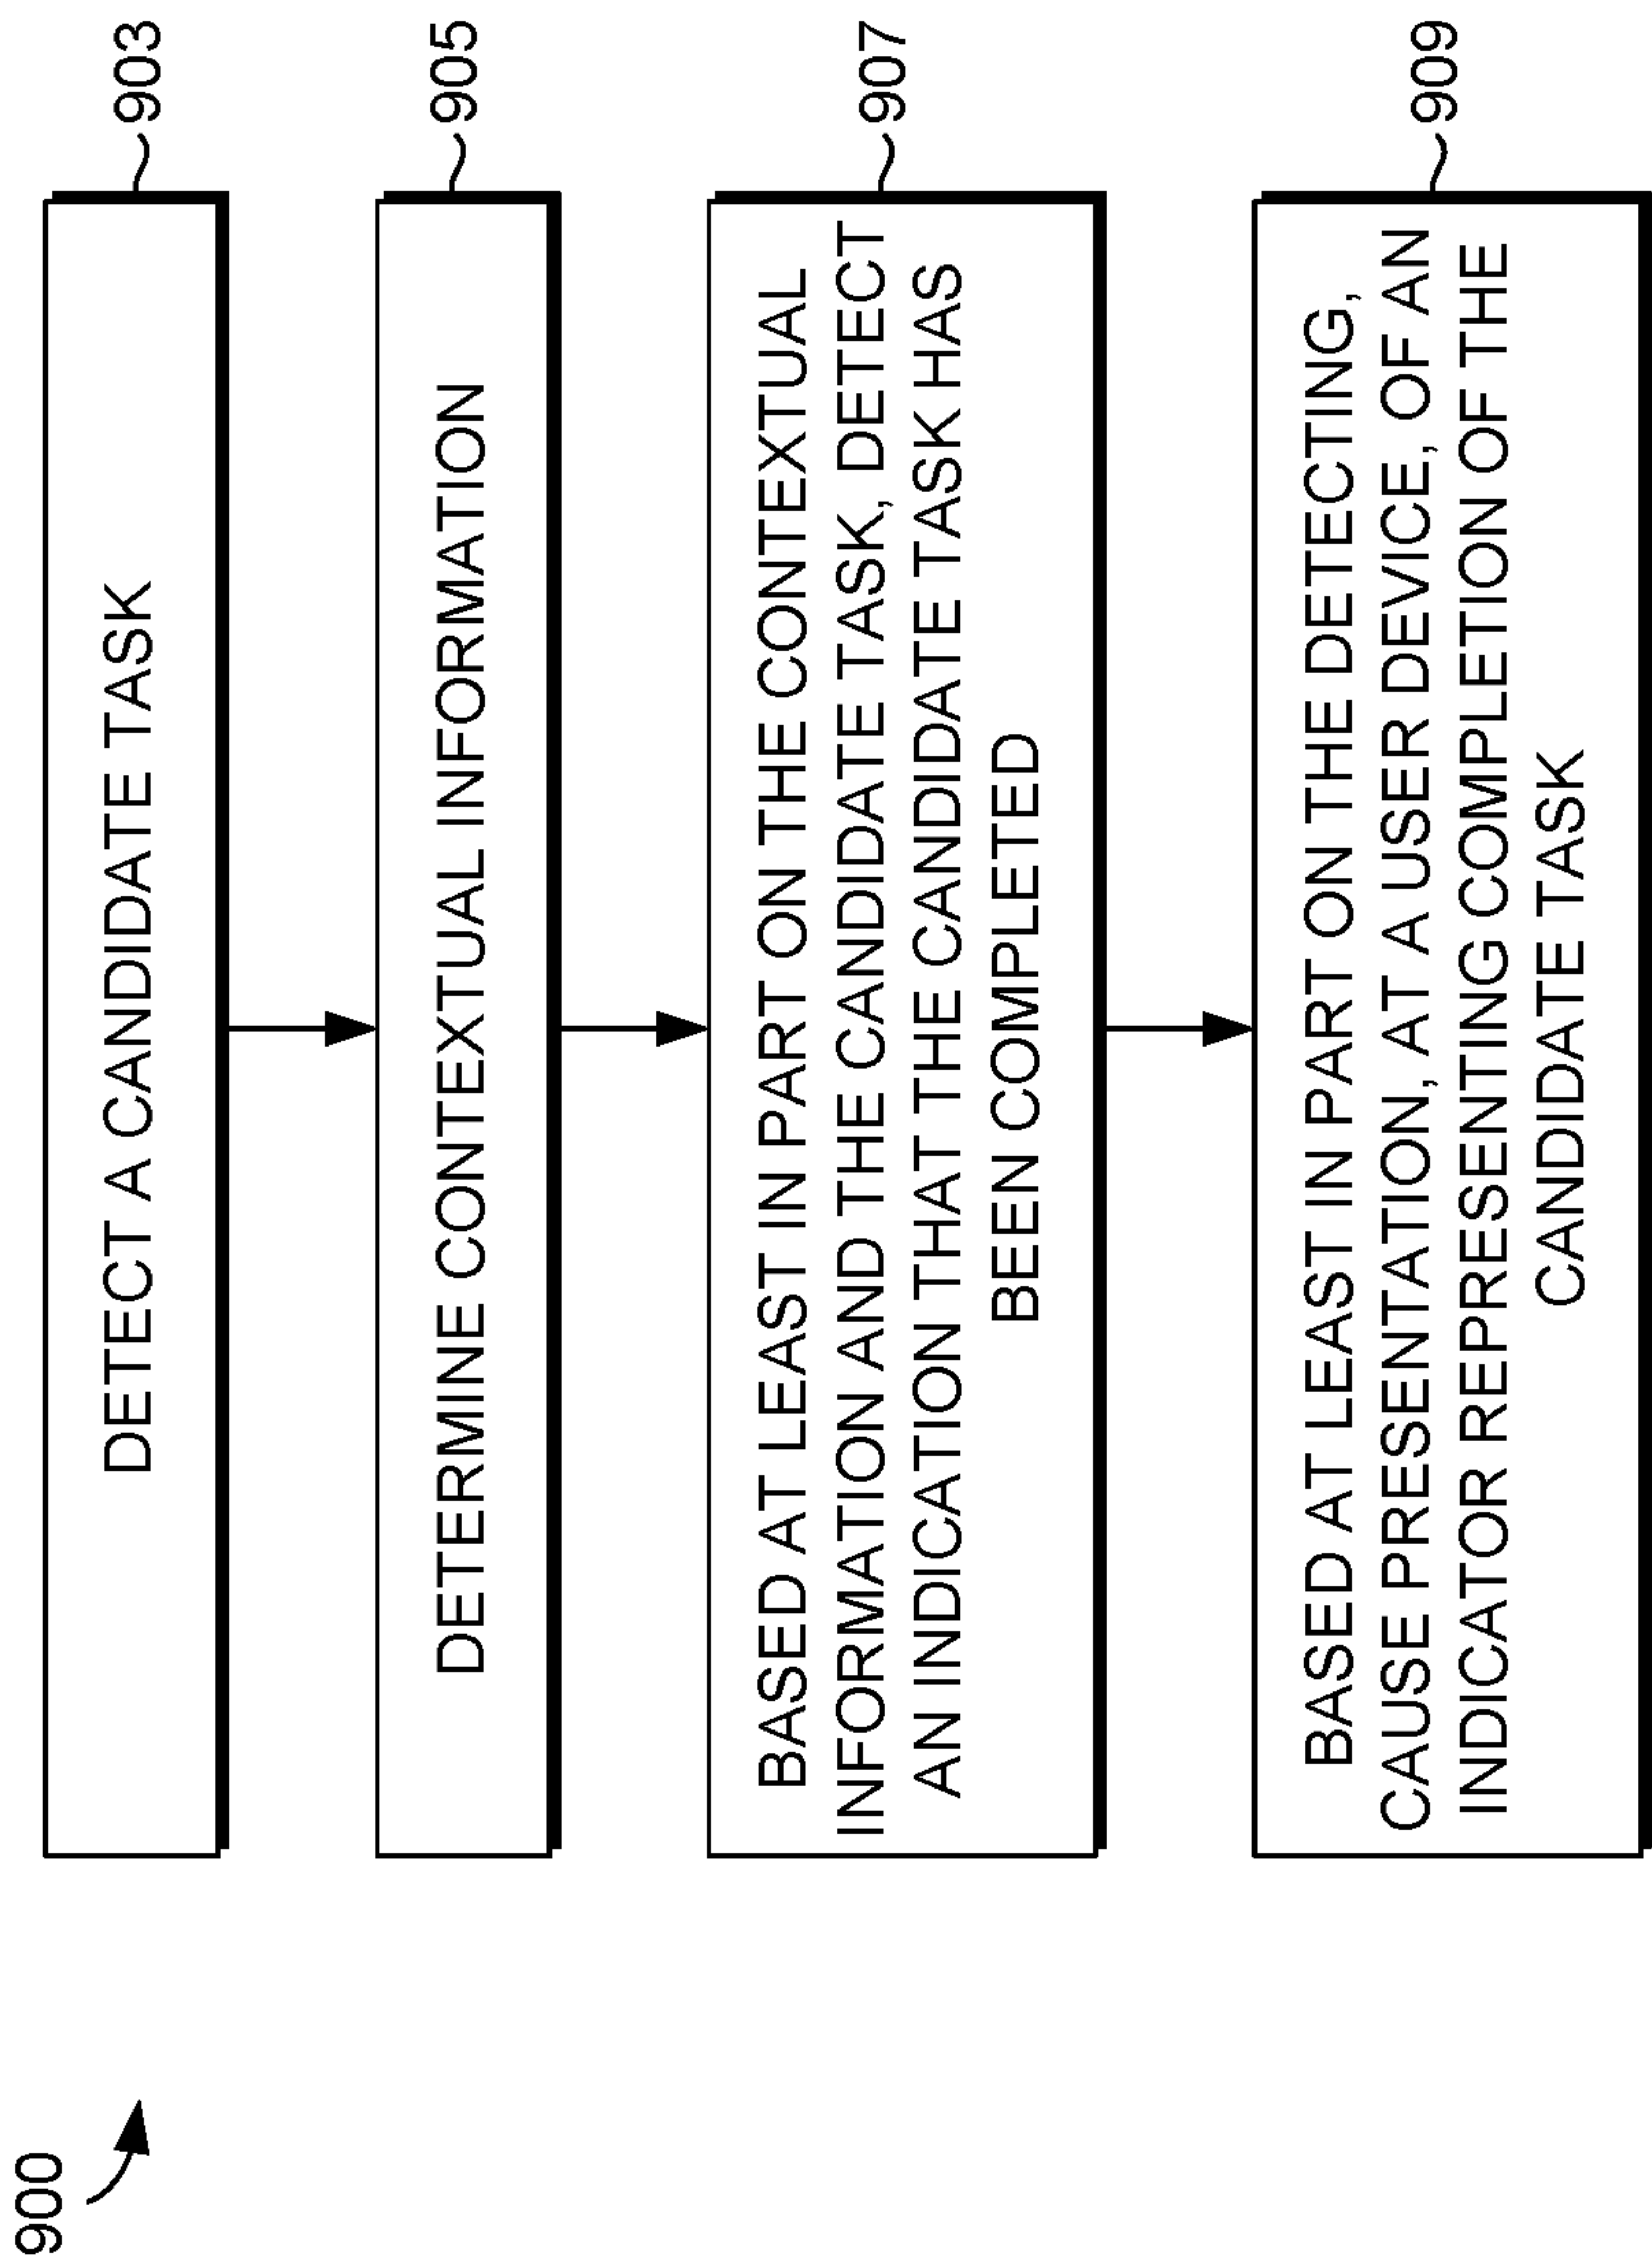 900
DETECT A CANDIDATE TASK
903
DETERMINE CONTEXTUAL INFORMATION
905
BASED AT LEAST IN PART ON THE CONTEXTUAL
INFORMATION AND THE CANDIDATE TASK, DETECT
AN INDICATION THAT THE CANDIDATE TASK HAS
BEEN COMPLETED
907
BASED AT LEAST IN PART ON THE DETECTING,
CAUSE PRESENTATION, AT A USER DEVICE, OF AN
INDICATOR REPRESENTING COMPLETION OF THE
CANDIDATE TASK
909